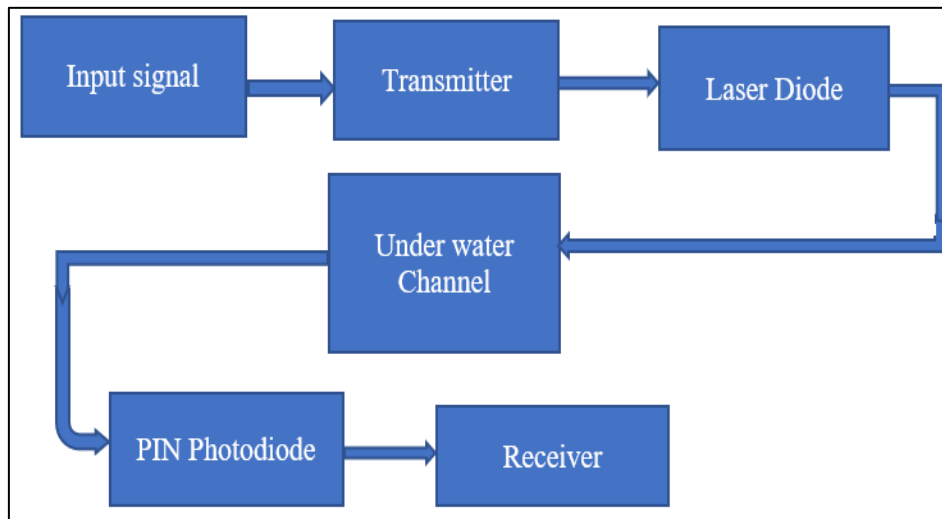 Input signal
Transmitter
Laser Diode
Under water
Channel
PIN Photodiode
Receiver